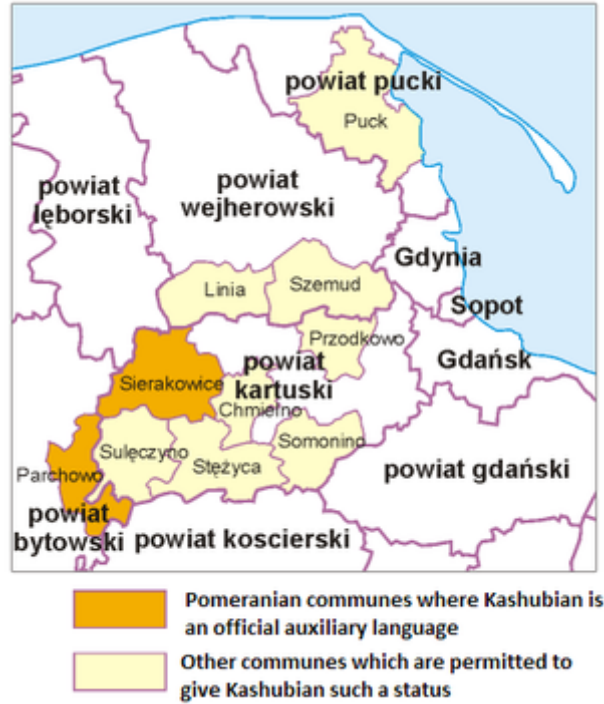 powiat pucki
Puck
powiat
lęborski
powiat
wejherowski
Gdynia
Linia
Szemud
Sopot
Przodkowo
powiat
kartuski
Gdańsk
Sierakowice
Chmielno
Somonino
Sulęczyno
Stężyca
powiat gdański
Parchowo
powiat
bytowski
powiat koscierski
Pomeranian communes where Kashubian is
an official auxiliary language
Other communes which are permitted to
give Kashubian such a status